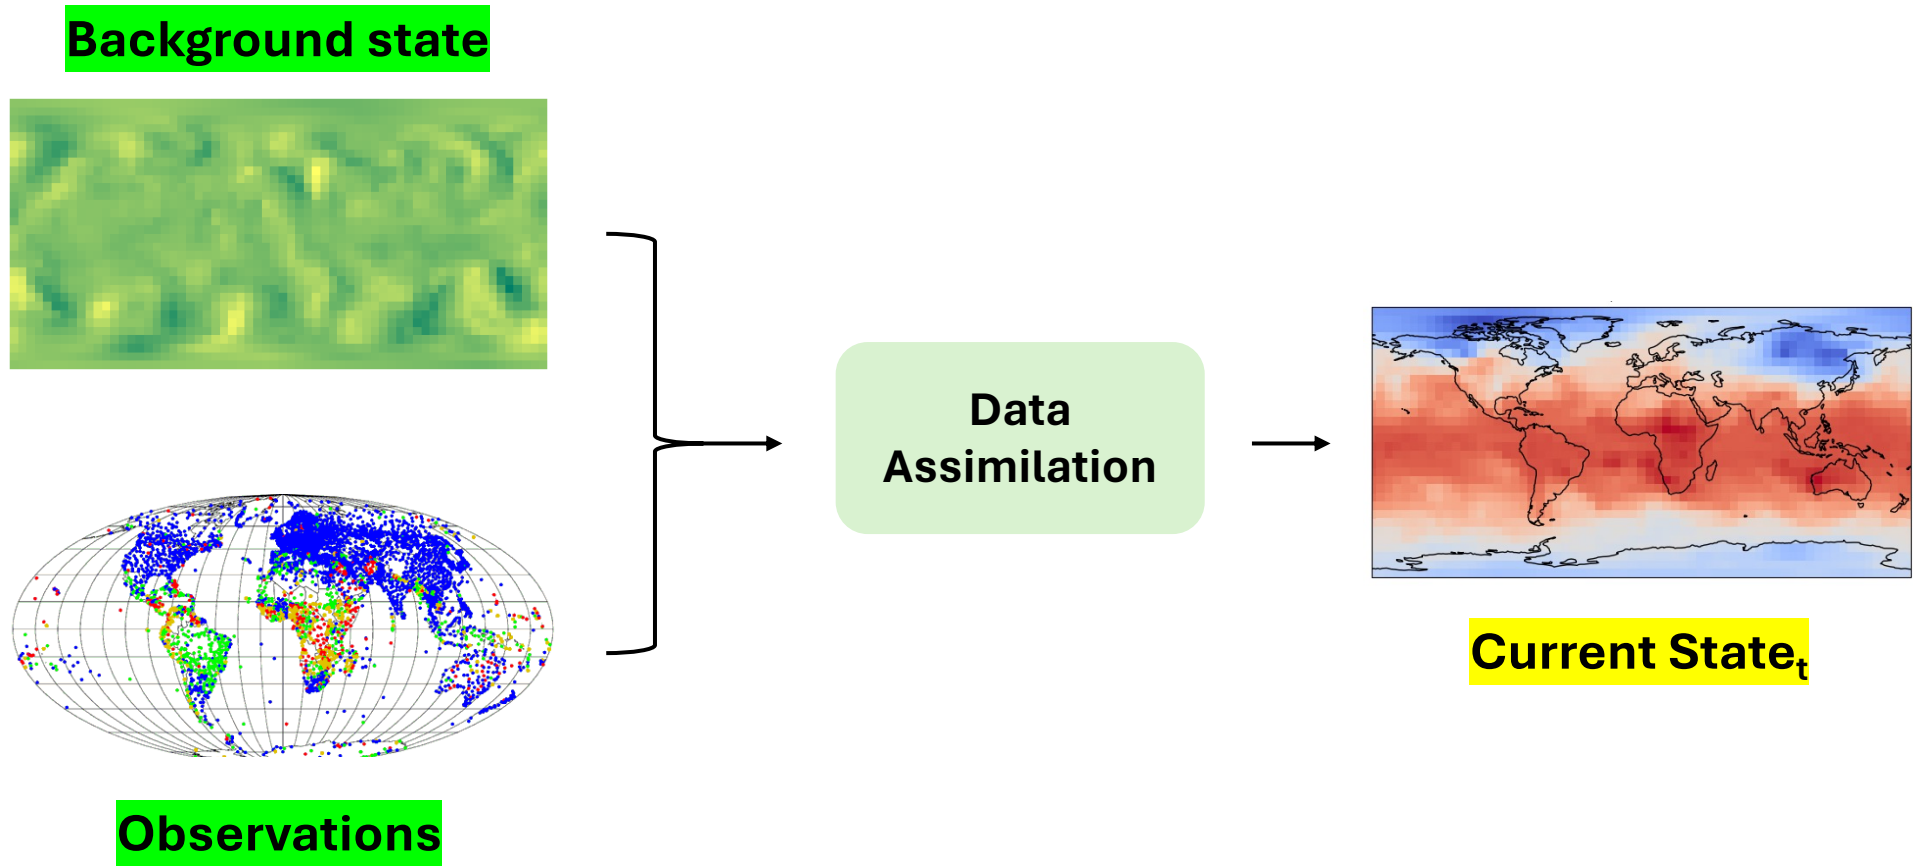 Background state
Data
Assimilation
Current Stateₜ
Observations